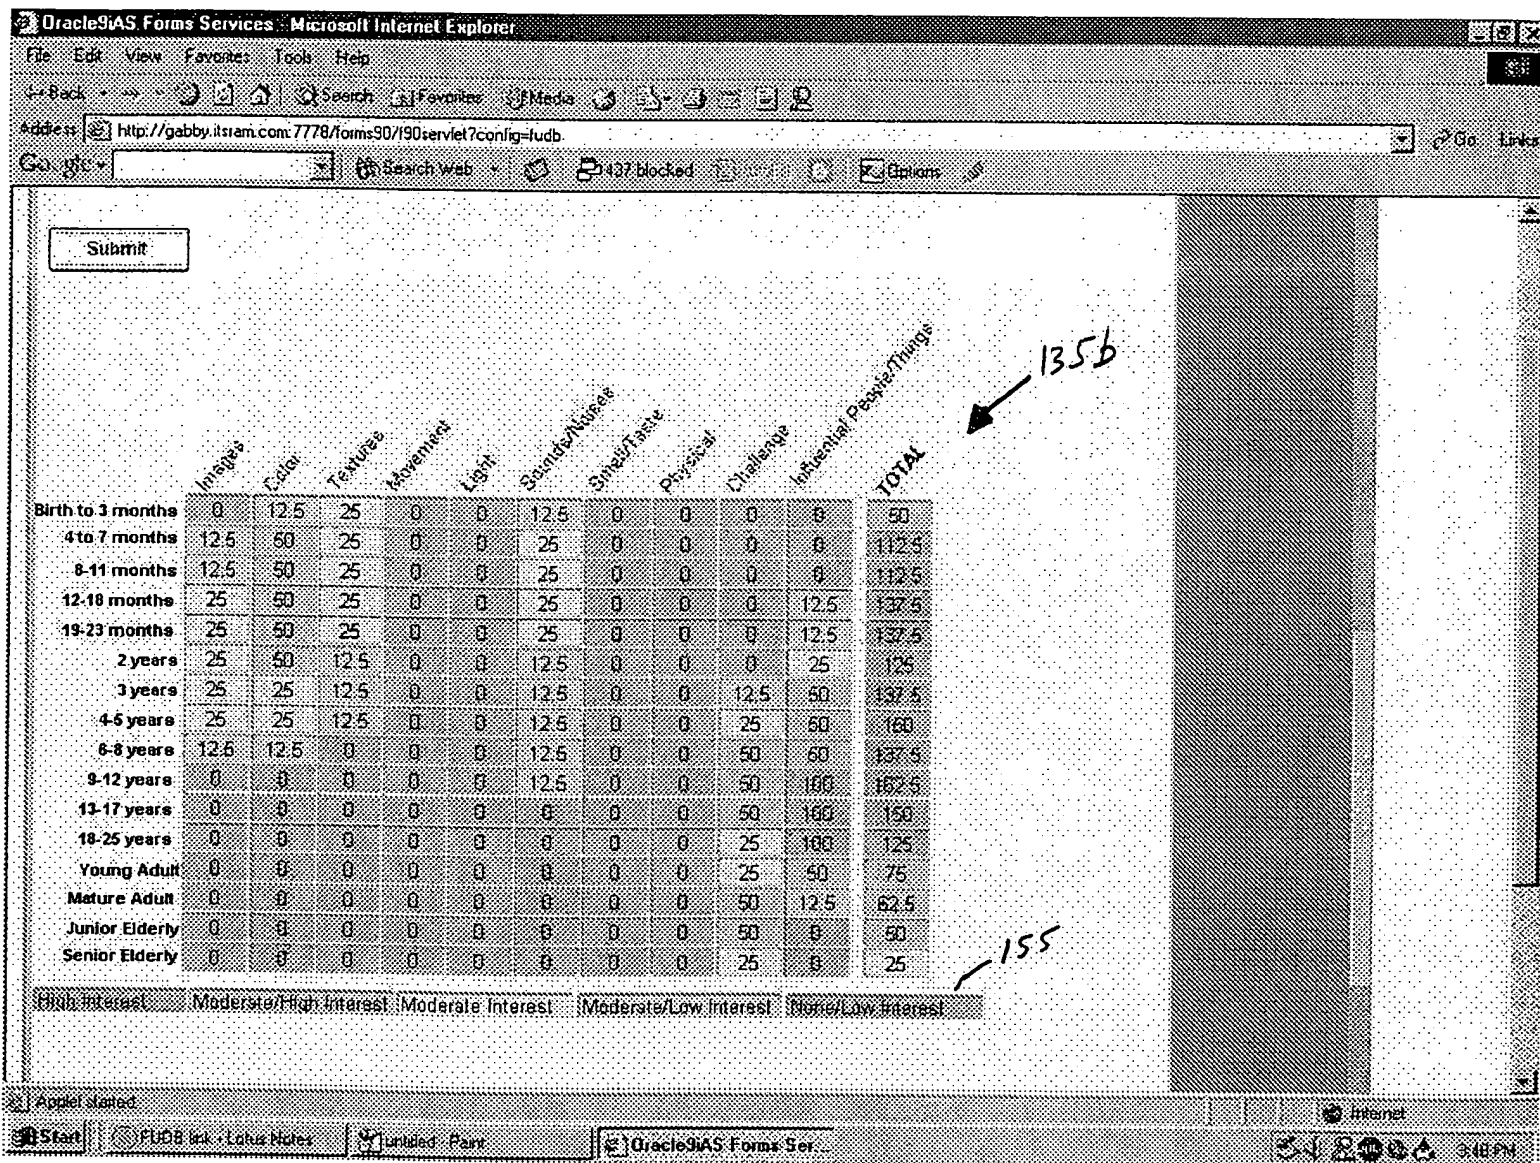 Oracle9iAS Forms Services - Microsoft Internet Explorer
File Edit View Favorites Tools Help
Back Search Favorites Media
Address http://gabby.itsram.com:7778/forms90/f90servlet?config=fudb Go Links
Google Search Web 437 blocked Options
Submit
135b
Images Color Textures Movement Light Sounds/Noises Smell/Taste Physical Challenge Influential People/Things TOTAL
Birth to 3 months 0 12.5 25 0 0 12.5 0 0 0 0 50
4 to 7 months 12.5 50 25 0 0 25 0 0 0 0 112.5
8-11 months 12.5 50 25 0 0 25 0 0 0 0 112.5
12-18 months 25 50 25 0 0 25 0 0 0 12.5 137.5
19-23 months 25 50 25 0 0 25 0 0 0 12.5 137.5
2 years 25 50 12.5 0 0 12.5 0 0 0 25 125
3 years 25 25 12.5 0 0 12.5 0 0 12.5 50 137.5
4-5 years 25 25 12.5 0 0 12.5 0 0 25 50 150
6-8 years 12.5 12.5 0 0 0 12.5 0 0 50 50 137.5
9-12 years 0 0 0 0 0 12.5 0 0 50 100 162.5
13-17 years 0 0 0 0 0 0 0 0 50 100 150
18-25 years 0 0 0 0 0 0 0 0 25 100 125
Young Adult 0 0 0 0 0 0 0 0 25 50 75
Mature Adult 0 0 0 0 0 0 0 0 50 12.5 62.5
Junior Elderly 0 0 0 0 0 0 0 0 50 0 50
Senior Elderly 0 0 0 0 0 0 0 0 25 0 25
155
High Interest Moderate/High Interest Moderate Interest Moderate/Low Interest None/Low Interest
Applet started Internet
Start FUDB link - Lotus Notes untitled - Paint Oracle9iAS Forms Ser... 3:48 PM